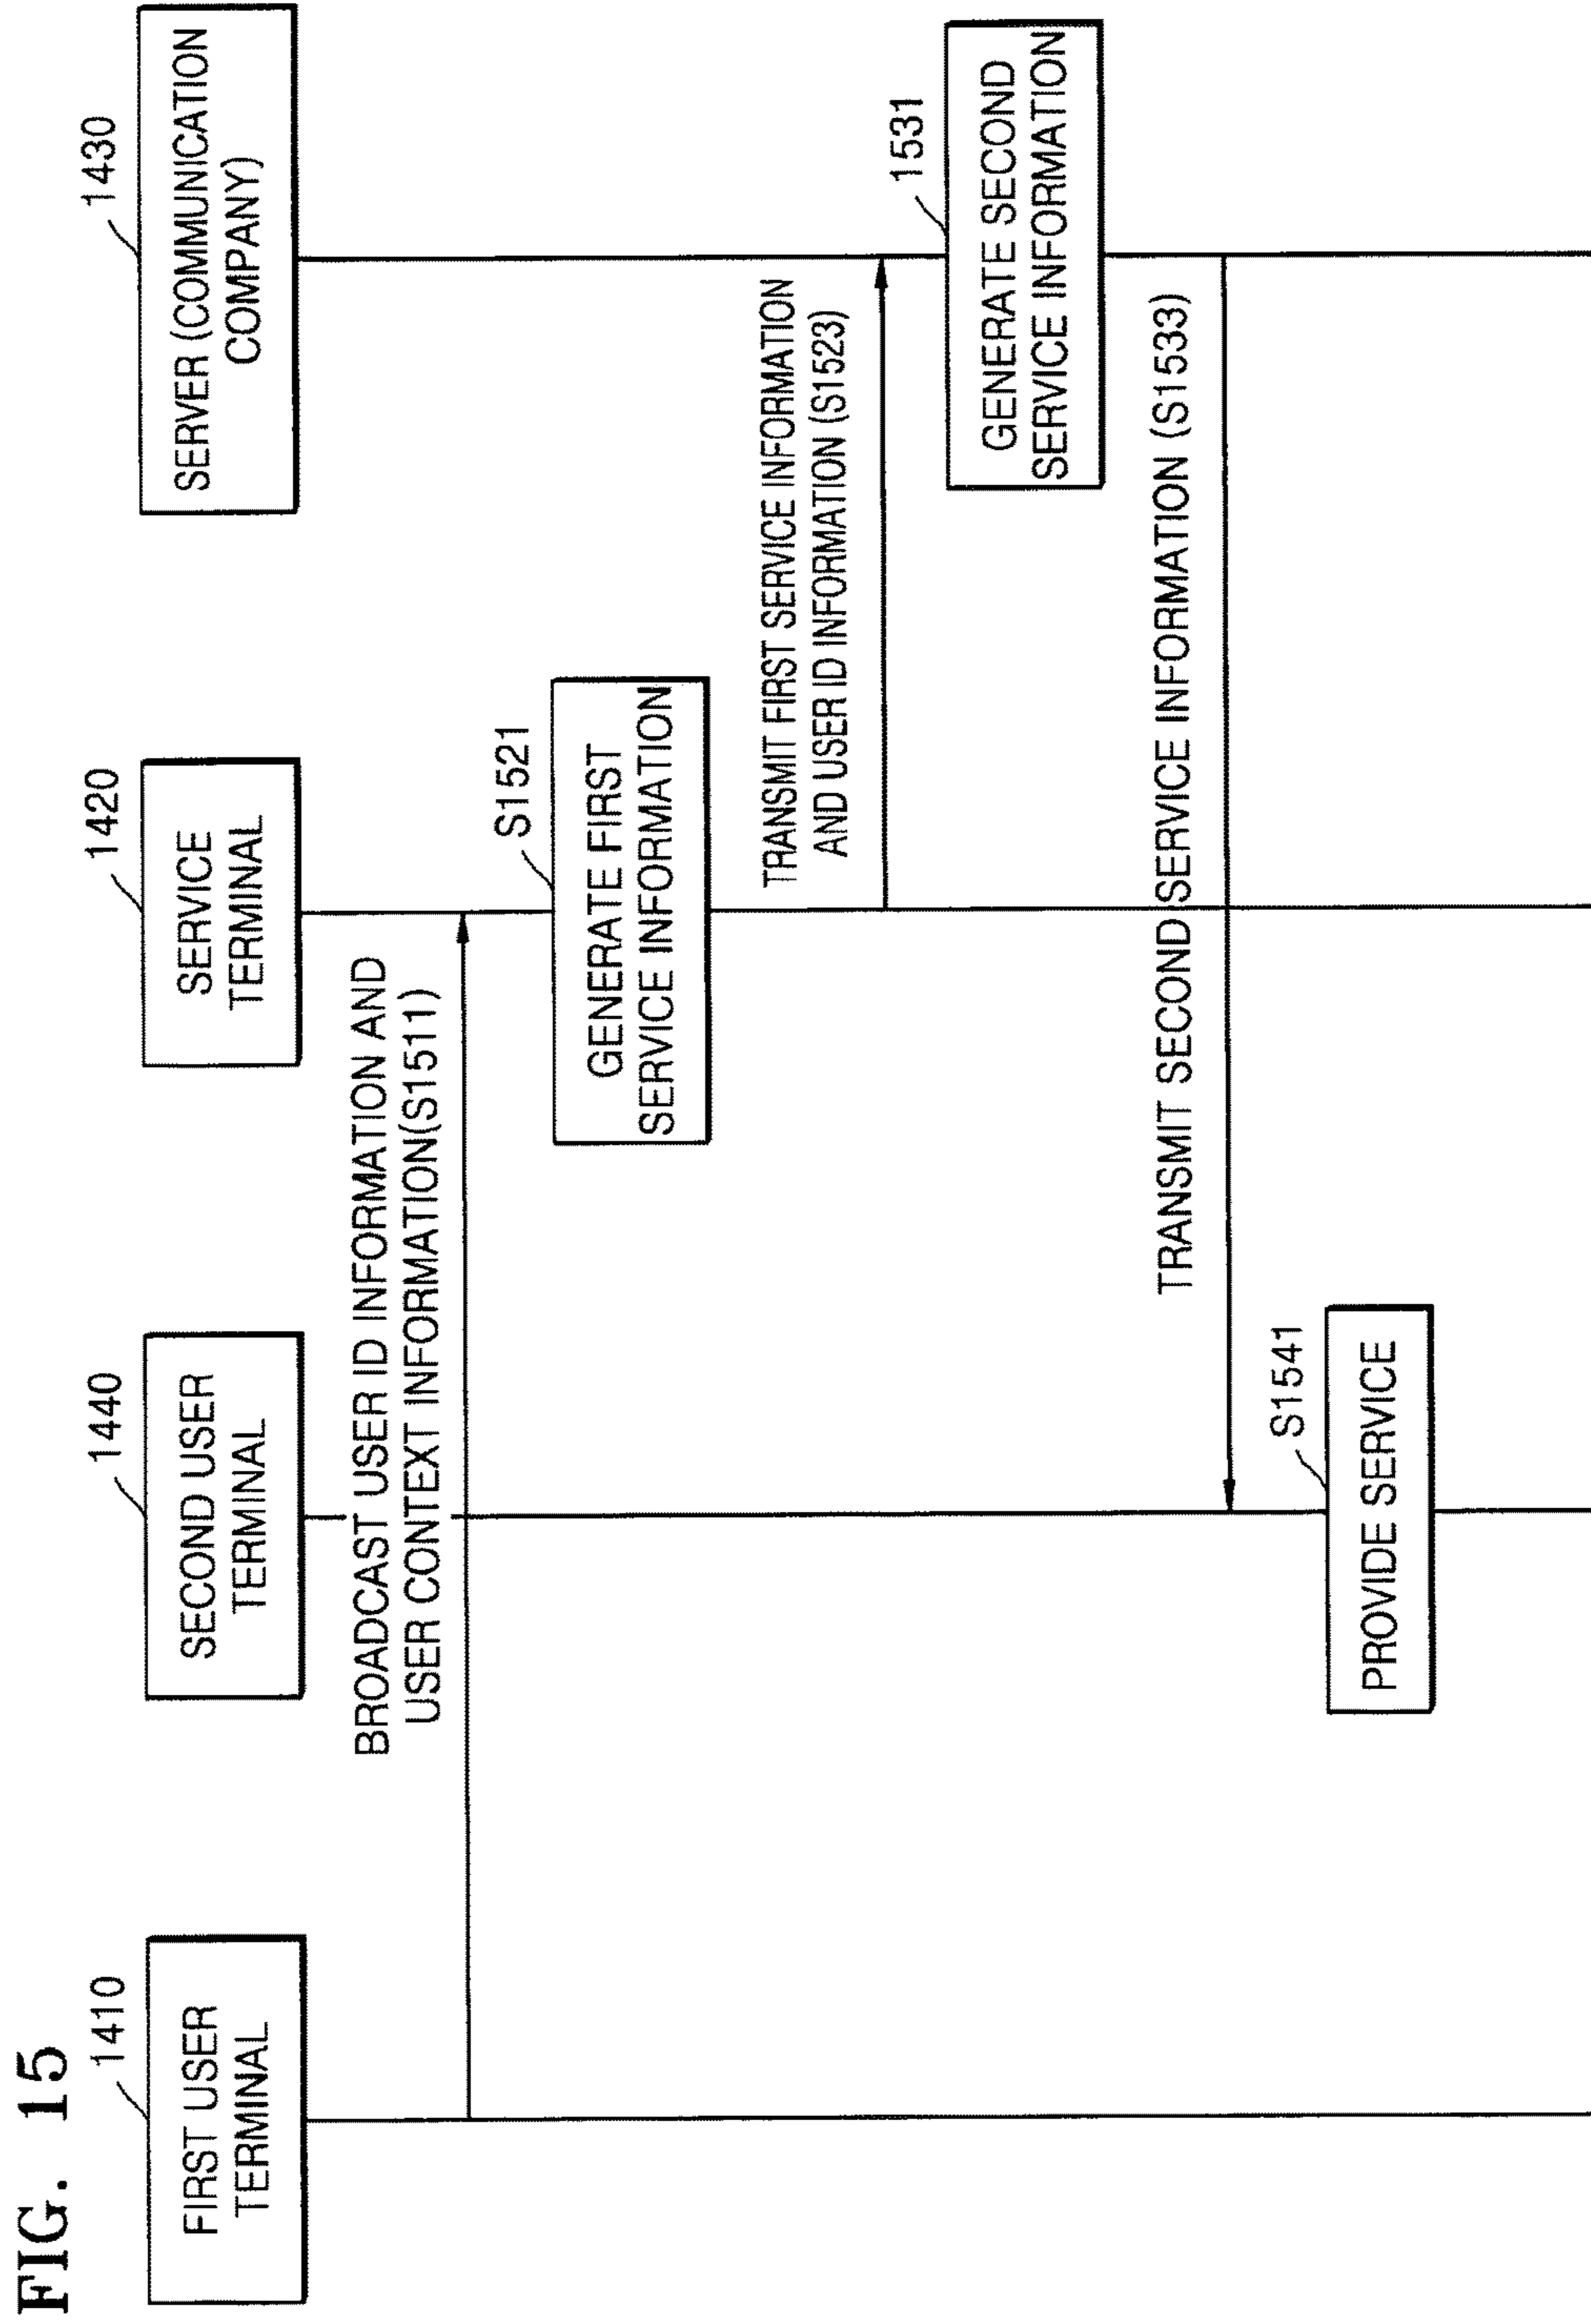 FIG. 15
1410
FIRST USER
TERMINAL
1440
SECOND USER
TERMINAL
1420
SERVICE
TERMINAL
1430
SERVER (COMMUNICATION
COMPANY)
BROADCAST USER ID INFORMATION AND
USER CONTEXT INFORMATION(S1511)
S1521
GENERATE FIRST
SERVICE INFORMATION
TRANSMIT FIRST SERVICE INFORMATION
AND USER ID INFORMATION (S1523)
1531
GENERATE SECOND
SERVICE INFORMATION
TRANSMIT SECOND SERVICE INFORMATION (S1533)
S1541
PROVIDE SERVICE